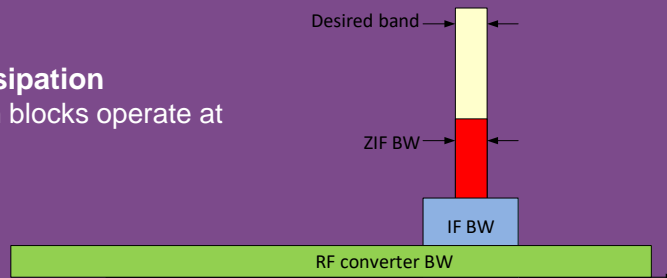 sipation
blocks operate at
Desired band
ZIF BW
IF BW
RF converter BW